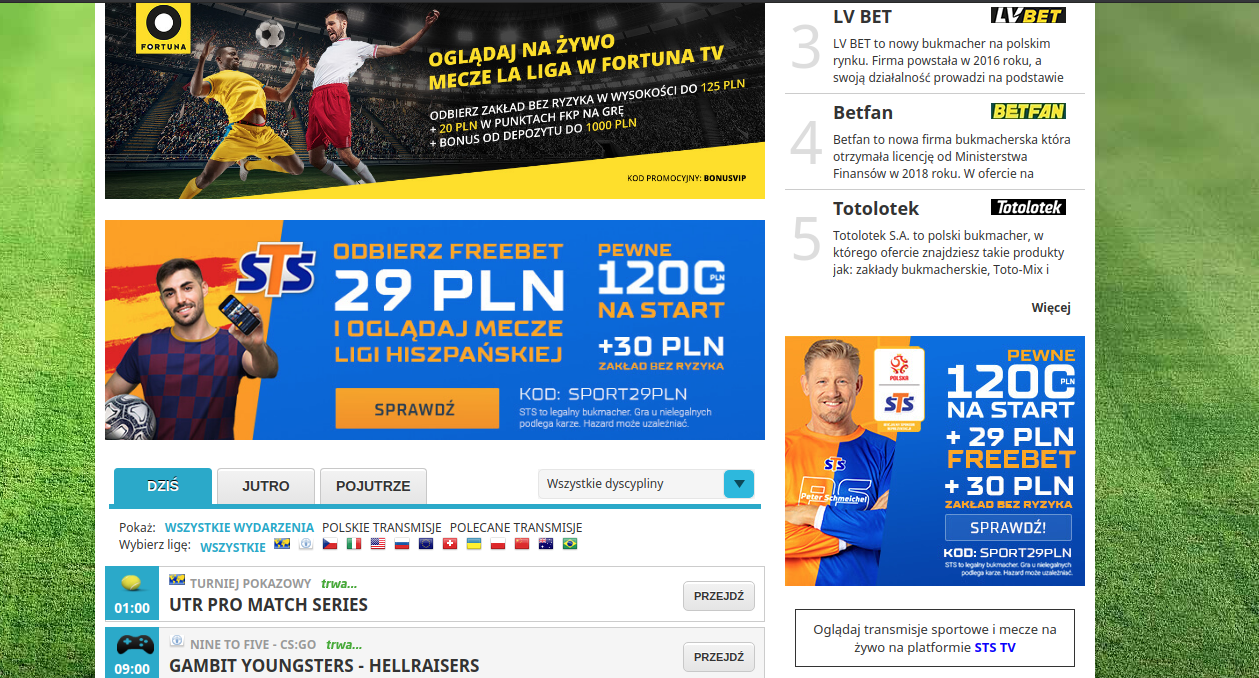 FORTUNA
OGLĄDAJ NA ŻYWO
MECZE LA LIGA W FORTUNA TV
ODBIERZ ZAKŁAD BEZ RYZYKA W WYSOKOŚCI DO 125 PLN
+ 20 PLN W PUNKTACH FKP NA GRĘ
+ BONUS OD DEPOZYTU DO 1000 PLN
KOD PROMOCYJNY: BONUSVIP
STS
ODBIERZ FREEBET
29 PLN
I OGLĄDAJ MECZE
LIGI HISZPAŃSKIEJ
SPRAWDŹ
PEWNE
1200 PLN
NA START
+30 PLN
ZAKŁAD BEZ RYZYKA
KOD: SPORT29PLN
STS to legalny bukmacher. Gra u nielegalnych
podlega karze. Hazard może uzależniać.
DZIŚ
JUTRO
POJUTRZE
Wszystkie dyscypliny
Pokaż: WSZYSTKIE WYDARZENIA POLSKIE TRANSMISJE POLECANE TRANSMISJE
Wybierz ligę: WSZYSTKIE
TURNIEJ POKAZOWY trwa...
01:00
UTR PRO MATCH SERIES
PRZEJDŹ
NINE TO FIVE - CS:GO trwa...
09:00
GAMBIT YOUNGSTERS - HELLRAISERS
PRZEJDŹ
3
LV BET
LV BET
LV BET to nowy bukmacher na polskim
rynku. Firma powstała w 2016 roku, a
swoją działalność prowadzi na podstawie
4
Betfan
BETFAN
Betfan to nowa firma bukmacherska która
otrzymała licencję od Ministerstwa
Finansów w 2018 roku. W ofercie na
5
Totolotek
Totolotek
Totolotek S.A. to polski bukmacher, w
którego ofercie znajdziesz takie produkty
jak: zakłady bukmacherskie, Toto-Mix i
Więcej
POLSKA
STS
STS
Peter Schmeichel
PEWNE
1200 PLN
NA START
+ 29 PLN
FREEBET
+ 30 PLN
ZAKŁAD BEZ RYZYKA
SPRAWDŹ!
KOD: SPORT29PLN
STS to legalny bukmacher. Gra u nielegalnych
podlega karze. Hazard może uzależniać.
Oglądaj transmisje sportowe i mecze na
żywo na platformie STS TV